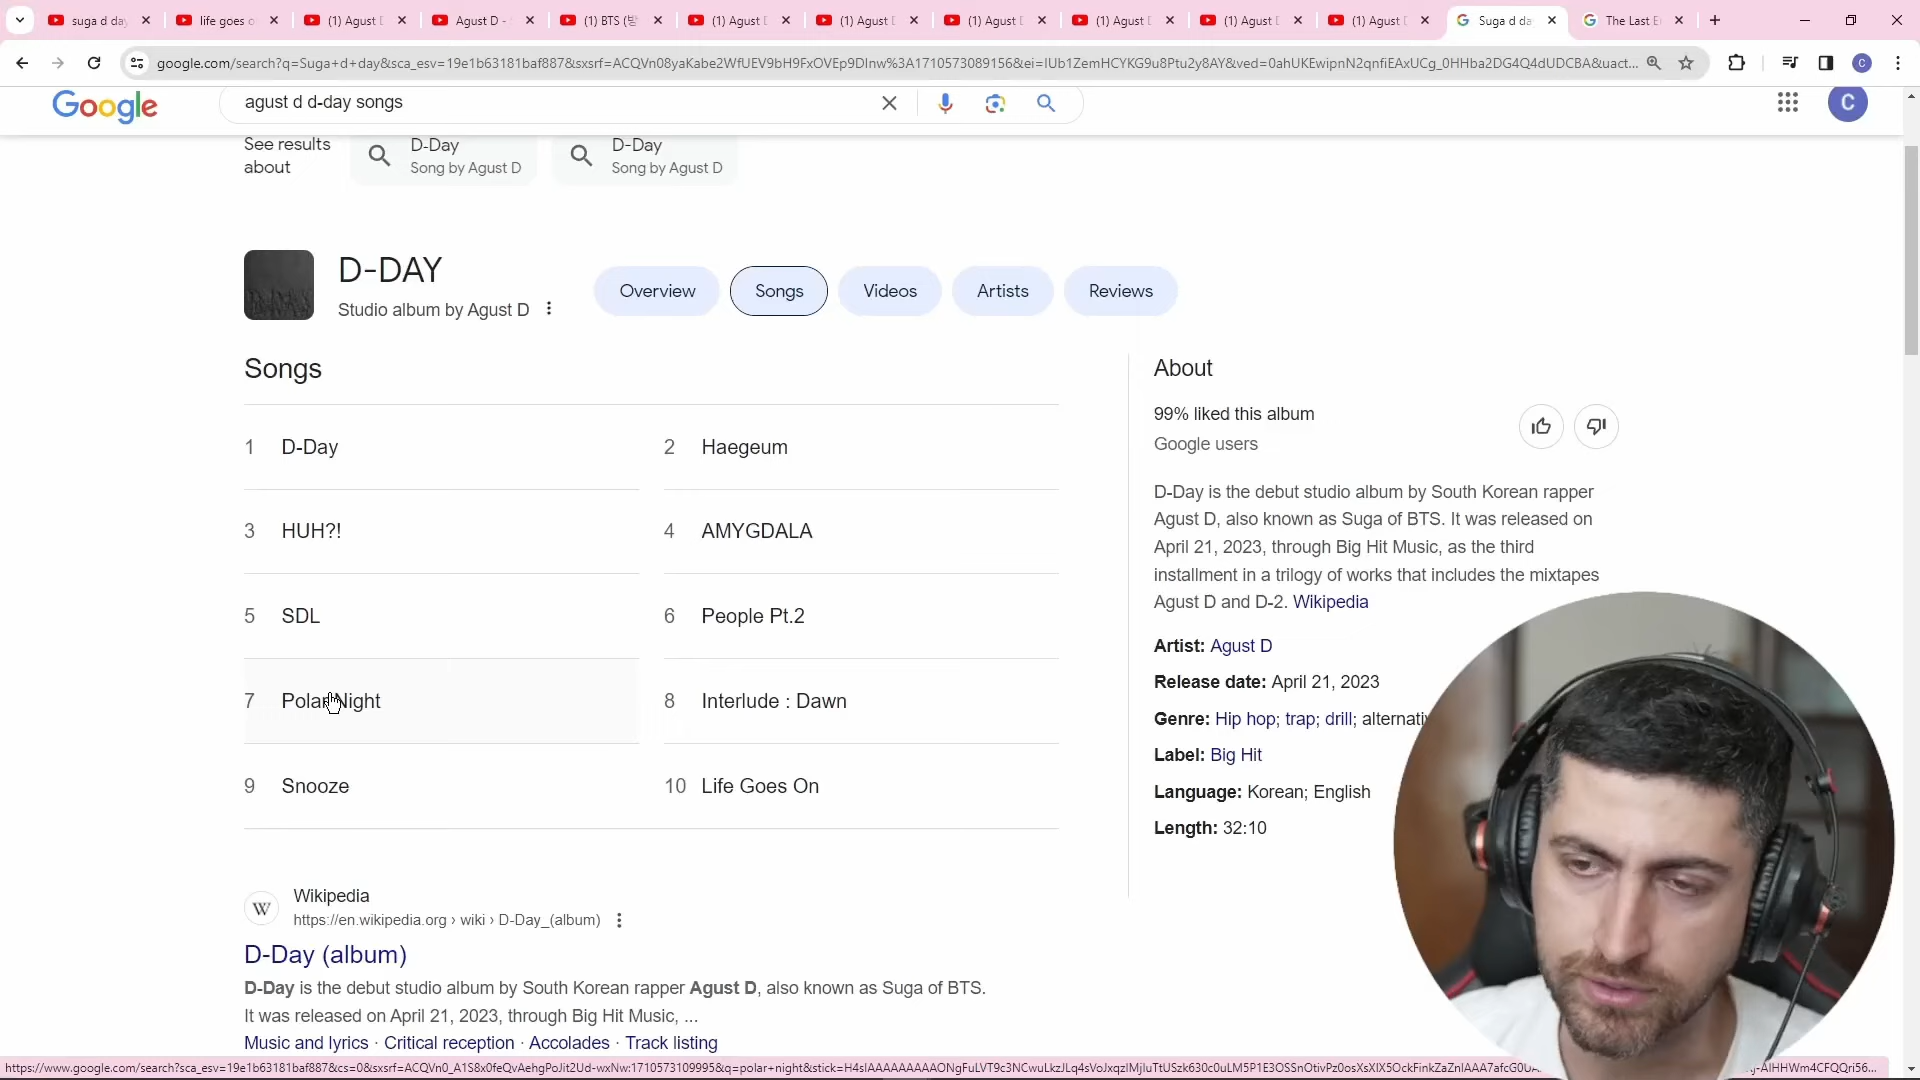 suga d day
life goes o
(1) Agust D
Agust D -
(1) BTS (방
(1) Agust D
(1) Agust D
(1) Agust D
(1) Agust D
(1) Agust D
(1) Agust D
Suga d da
The Last E
google.com/search?q=Suga+d+day&sca_esv=19e1b63181baf887&sxsrf=ACQVn08yaKabe2WfUEV9bH9FxOVEp9DInw%3A1710573089156&ei=IUb1ZemHCYKG9u8Ptu2y8AY&ved=0ahUKEwipnN2qnfiEAxUCg_0HHba2DG4Q4dUDCBA&uact...
Google
agust d d-day songs
C
C
See results about
D-Day
Song by Agust D
D-Day
Song by Agust D
D-DAY
Studio album by Agust D
Overview
Songs
Videos
Artists
Reviews
Songs
1 D-Day
2 Haegeum
3 HUH?!
4 AMYGDALA
5 SDL
6 People Pt.2
7 Polar Night
8 Interlude : Dawn
9 Snooze
10 Life Goes On
About
99% liked this album
Google users
D-Day is the debut studio album by South Korean rapper
Agust D, also known as Suga of BTS. It was released on
April 21, 2023, through Big Hit Music, as the third
installment in a trilogy of works that includes the mixtapes
Agust D and D-2. Wikipedia
Artist: Agust D
Release date: April 21, 2023
Genre: Hip hop; trap; drill; alternati
Label: Big Hit
Language: Korean; English
Length: 32:10
W
Wikipedia
https://en.wikipedia.org › wiki › D-Day_(album)
D-Day (album)
D-Day is the debut studio album by South Korean rapper Agust D, also known as Suga of BTS.
It was released on April 21, 2023, through Big Hit Music, ...
Music and lyrics · Critical reception · Accolades · Track listing